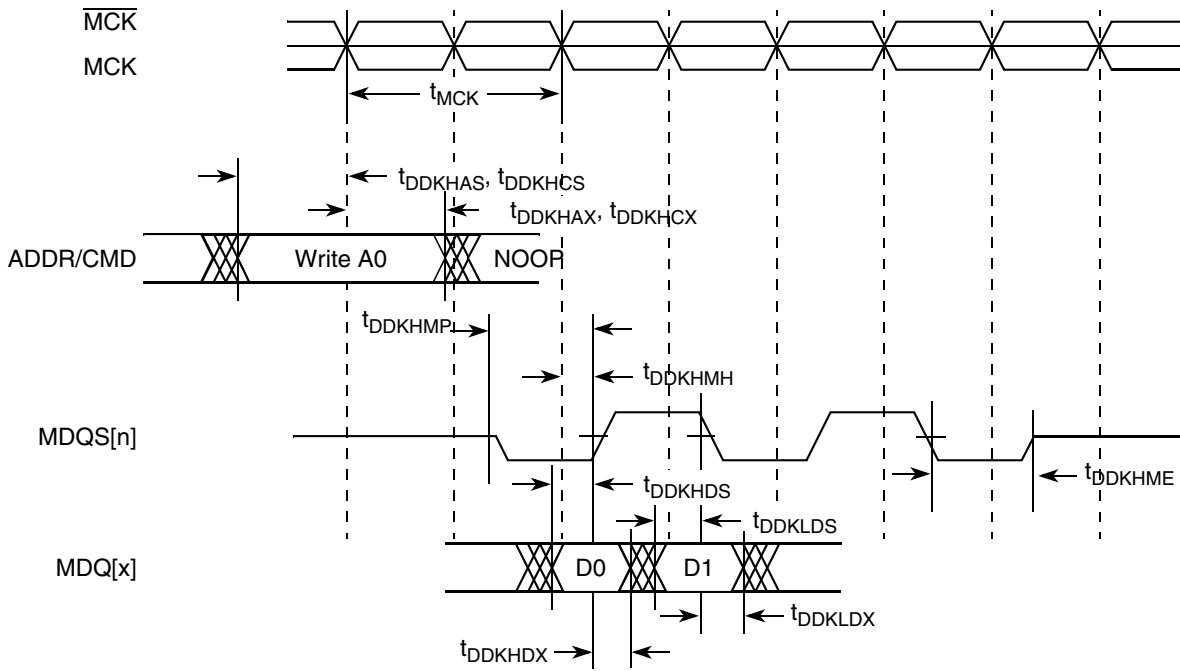 MCK
MCK
tMCK
tDDKHAS, tDDKHCS
tDDKHAX, tDDKHCX
ADDR/CMD
Write A0
NOOP
tDDKHMP
tDDKHMH
MDQS[n]
tDDKHME
tDDKHDS
tDDKLDS
MDQ[x]
D0
D1
tDDKLDX
tDDKHDX